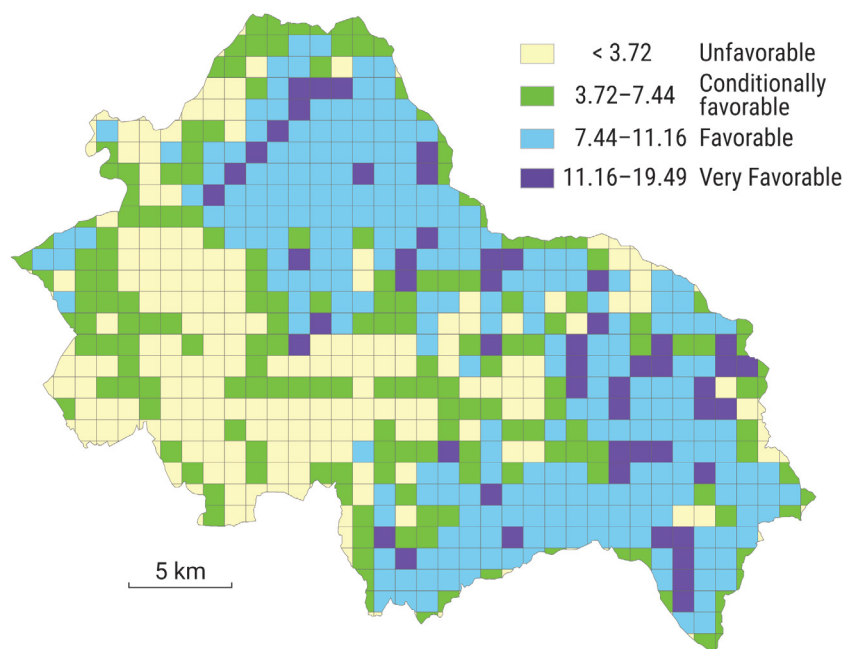 < 3.72 Unfavorable
3.72–7.44 Conditionally
favorable
7.44–11.16 Favorable
11.16–19.49 Very Favorable
5 km